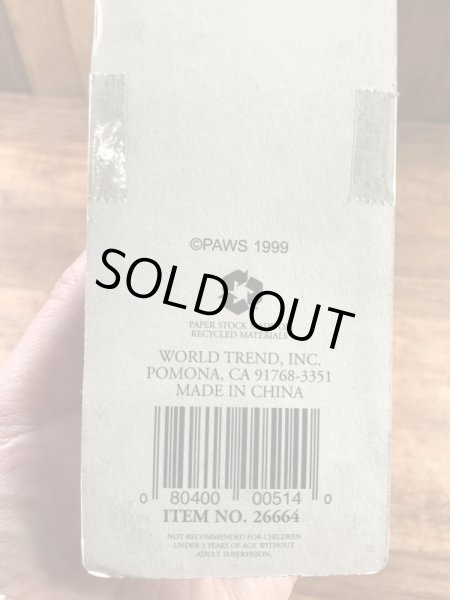 ©PAWS 1999
SOLD OUT
PAPER STOCK
RECYCLED MATERIALS
WORLD TREND, INC.
POMONA, CA 91768-3351
MADE IN CHINA
0 80400 00514 0
ITEM NO. 26664
NOT RECOMMENDED FOR CHILDREN
UNDER 3 YEARS OF AGE WITHOUT
ADULT SUPERVISION.